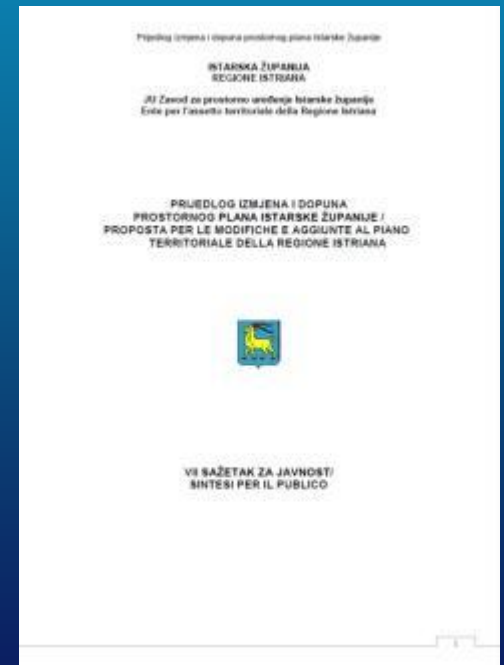 Prijedlog izmjena i dopuna prostornog plana Istarske županije
ISTARSKA ŽUPANIJA
REGIONE ISTRIANA
JU Zavod za prostorno uređenje Istarske županije
Ente per l'assetto territoriale della Regione Istriana
PRIJEDLOG IZMJENA I DOPUNA
PROSTORNOG PLANA ISTARSKE ŽUPANIJE /
PROPOSTA PER LE MODIFICHE E AGGIUNTE AL PIANO
TERRITORIALE DELLA REGIONE ISTRIANA
VII SAŽETAK ZA JAVNOST/
SINTESI PER IL PUBLICO